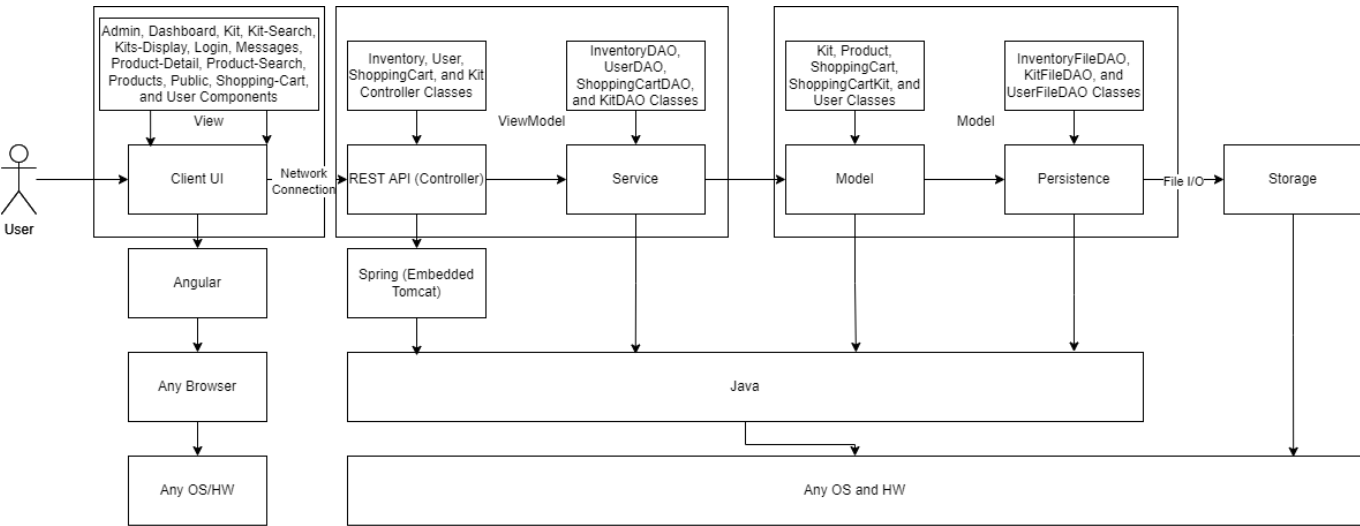 Admin, Dashboard, Kit, Kit-Search,
Kits-Display, Login, Messages,
Product-Detail, Product-Search,
Products, Public, Shopping-Cart,
and User Components
View
Inventory, User,
ShoppingCart, and Kit
Controller Classes
ViewModel
InventoryDAO,
UserDAO,
ShoppingCartDAO,
and KitDAO Classes
Kit, Product,
ShoppingCart,
ShoppingCartKit, and
User Classes
Model
InventoryFileDAO,
KitFileDAO, and
UserFileDAO Classes
User
Client UI
Network
Connection
REST API (Controller)
Service
Model
Persistence
File I/O
Storage
Angular
Spring (Embedded
Tomcat)
Any Browser
Java
Any OS/HW
Any OS and HW